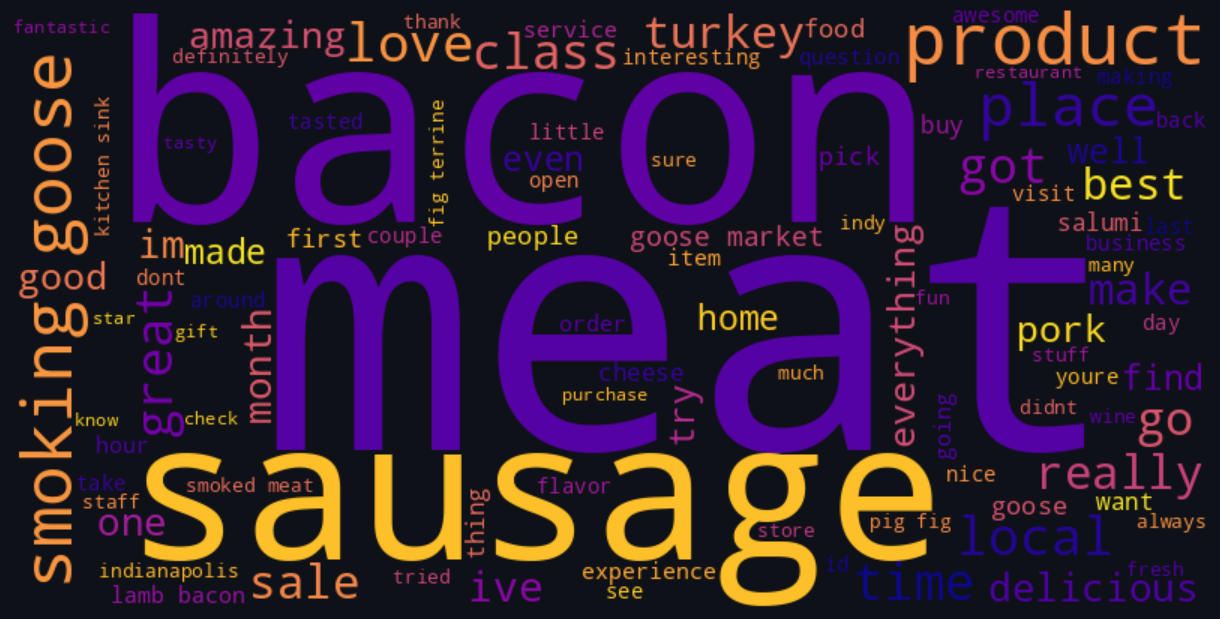 fantastic
amazing
definitely
thank
love
class
service
interesting
turkey
food
question
product
awesome
restaurant
making
bacon
tasty
tasted
fig terrine
little
even
open
sure
pick
buy
place
back
got
well
visit
best
smoking goose
kitchen sink
im
made
first
couple
people
goose market
item
indy
salumi
last
business
many
good
dont
meat
great
around
star
gift
month
order
home
cheese
much
purchase
try
everything
fun
make
pork
day
stuff
youre
find
know
check
didnt
wine
go
going
hour
sausage
take
staff
one
smoked meat
thing
flavor
nice
really
goose
want
always
pig fig
store
local
indianapolis
lamb bacon
sale
tried
ive
experience
see
id
time
delicious
fresh